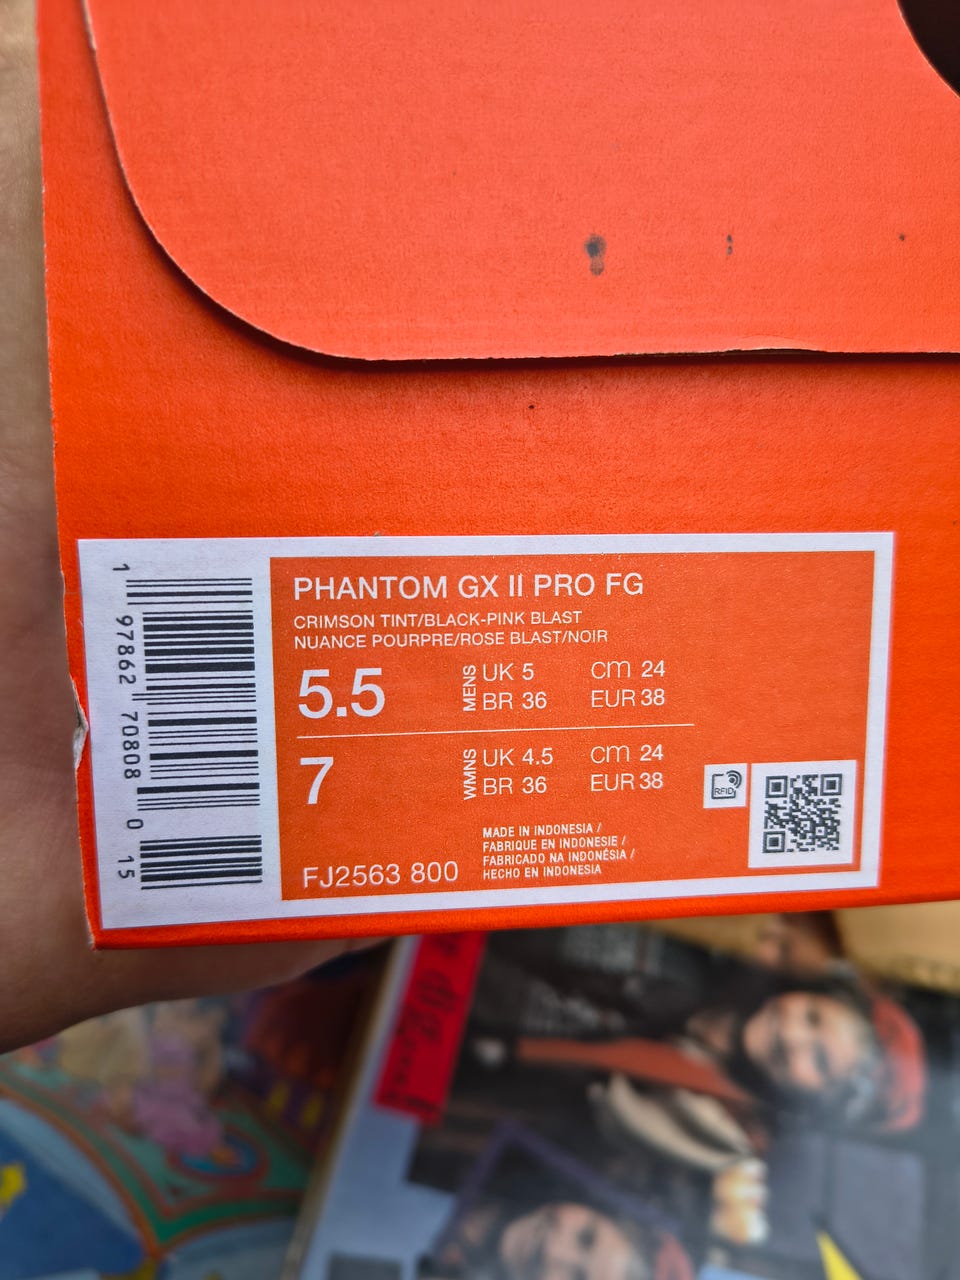 PHANTOM GX II PRO FG
CRIMSON TINT/BLACK-PINK BLAST
NUANCE POURPRE/ROSE BLAST/NOIR
5.5 MENS UK 5 cm 24
BR 36 EUR 38
7 WMNS UK 4.5 cm 24
BR 36 EUR 38
MADE IN INDONESIA /
FABRIQUE EN INDONESIE /
FABRICADO NA INDONÉSIA /
HECHO EN INDONESIA
FJ2563 800
RFID
1 97862 70808 0 15